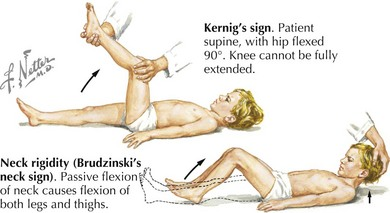 Kernig's sign. Patient
supine, with hip flexed
90°. Knee cannot be fully
extended.
F. Netter
M.D.
Neck rigidity (Brudzinski's
neck sign). Passive flexion
of neck causes flexion of
both legs and thighs.